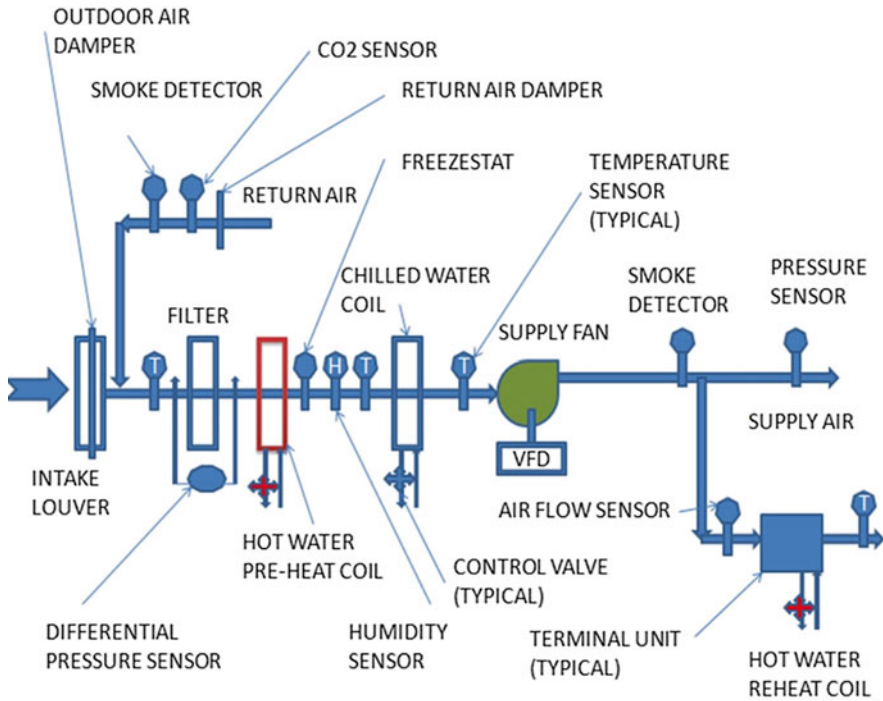 OUTDOOR AIR
DAMPER
CO2 SENSOR
SMOKE DETECTOR
RETURN AIR DAMPER
FREEZESTAT
TEMPERATURE
SENSOR
(TYPICAL)
RETURN AIR
CHILLED WATER
COIL
SMOKE
DETECTOR
PRESSURE
SENSOR
FILTER
SUPPLY FAN
T
H
T
T
SUPPLY AIR
VFD
INTAKE
LOUVER
AIR FLOW SENSOR
T
HOT WATER
PRE-HEAT COIL
CONTROL VALVE
(TYPICAL)
DIFFERENTIAL
PRESSURE SENSOR
HUMIDITY
SENSOR
TERMINAL UNIT
(TYPICAL)
HOT WATER
REHEAT COIL